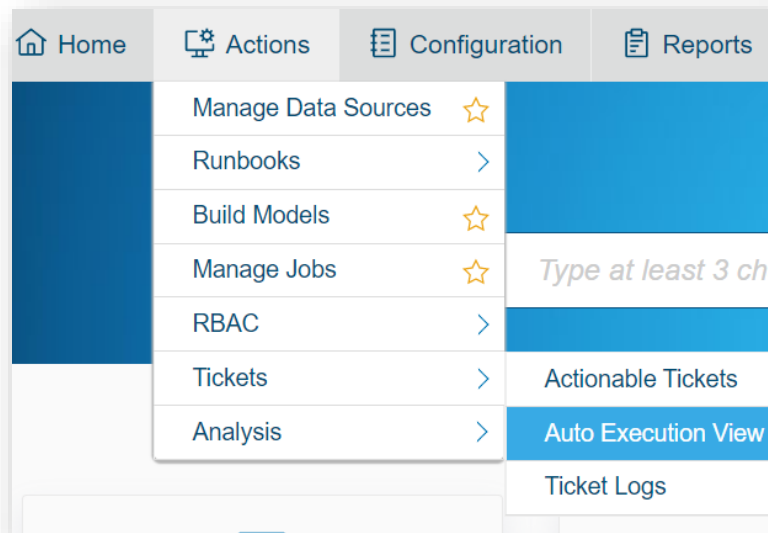 Home Actions Configuration Reports
Manage Data Sources
Runbooks
Build Models
Manage Jobs
Type at least 3 ch
RBAC
Tickets
Actionable Tickets
Analysis
Auto Execution View
Ticket Logs